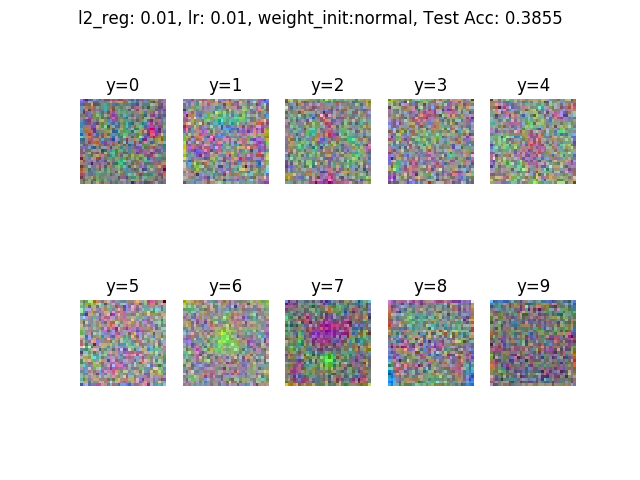 l2_reg: 0.01, lr: 0.01, weight_init:normal, Test Acc: 0.3855
y=0 y=1 y=2 y=3 y=4
y=5 y=6 y=7 y=8 y=9